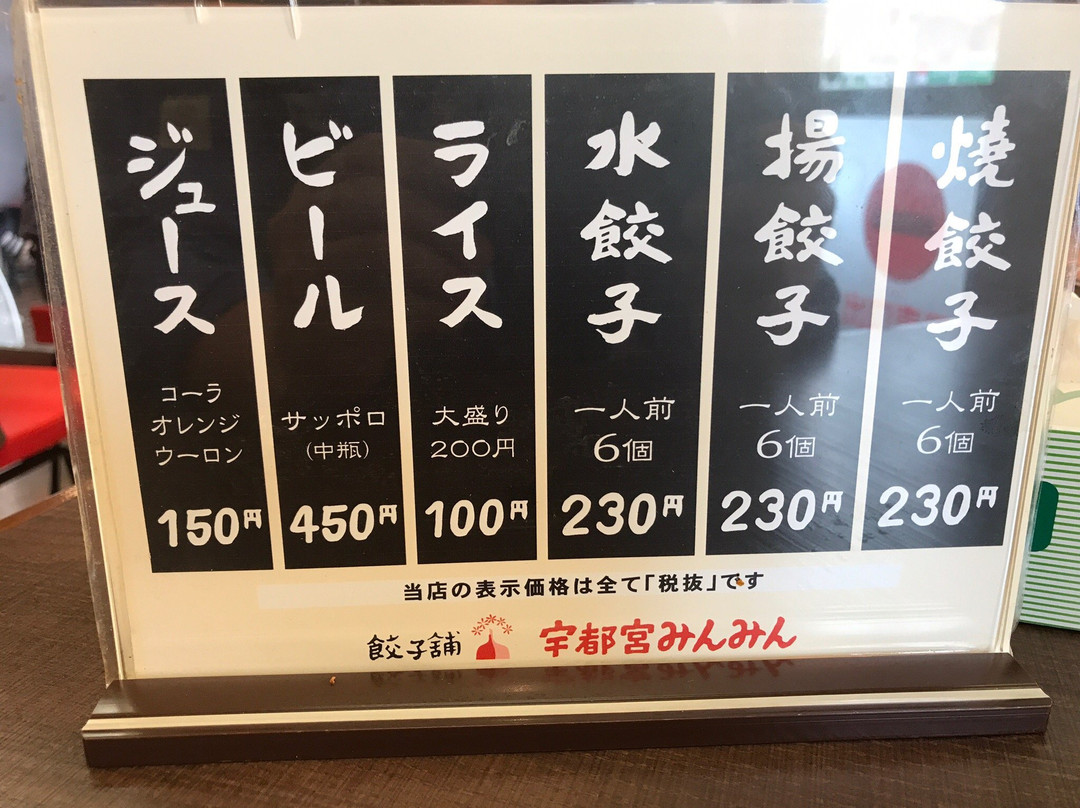 焼餃子
一人前
6個
230円
揚餃子
一人前
6個
230円
水餃子
一人前
6個
230円
ライス
大盛り
200円
100円
ビール
サッポロ
(中瓶)
450円
ジュース
コーラ
オレンジ
ウーロン
150円
当店の表示価格は全て「税抜」です
餃子舗 宇都宮みんみん